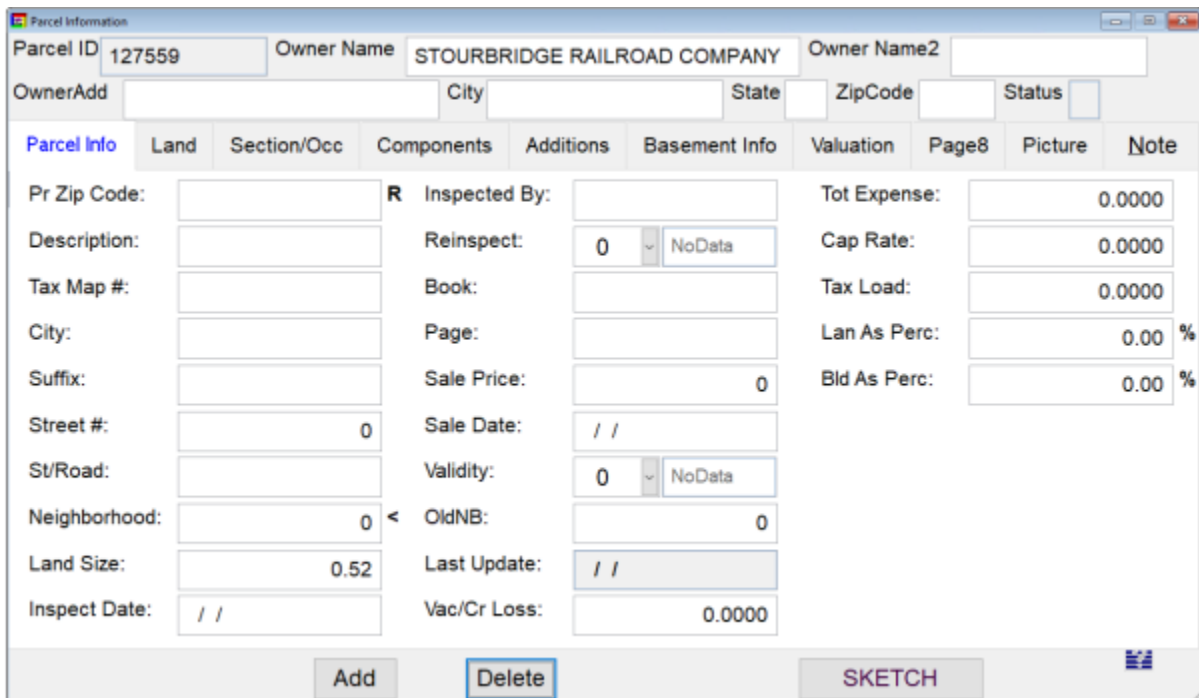 Parcel Information
Parcel ID 127559 Owner Name STOURBRIDGE RAILROAD COMPANY Owner Name2
OwnerAdd City State ZipCode Status
Parcel Info Land Section/Occ Components Additions Basement Info Valuation Page8 Picture Note
Pr Zip Code: R Inspected By: Tot Expense: 0.0000
Description: Reinspect: 0 NoData Cap Rate: 0.0000
Tax Map #: Book: Tax Load: 0.0000
City: Page: Lan As Perc: 0.00 %
Suffix: Sale Price: 0 Bld As Perc: 0.00 %
Street #: 0 Sale Date: / /
St/Road: Validity: 0 NoData
Neighborhood: 0 < OldNB: 0
Land Size: 0.52 Last Update: / /
Inspect Date: / / Vac/Cr Loss: 0.0000
Add Delete SKETCH